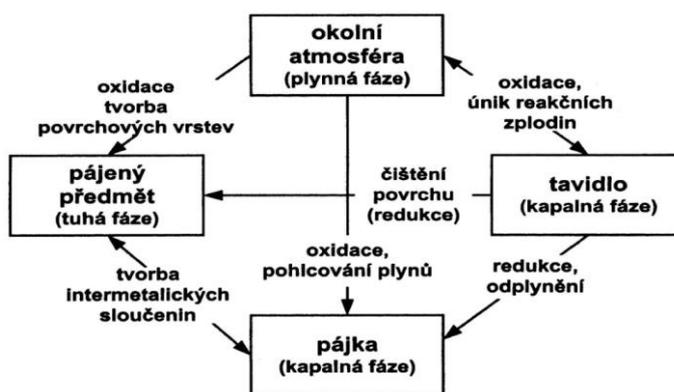 okolní
atmosféra
(plynná fáze)
oxidace
tvorba
povrchových vrstev
oxidace,
únik reakčních
zplodin
pájený
předmět
(tuhá fáze)
čištění
povrchu
(redukce)
tavidlo
(kapalná fáze)
tvorba
intermetalických
sloučenin
oxidace,
pohlcování plynů
redukce,
odplynění
pájka
(kapalná fáze)